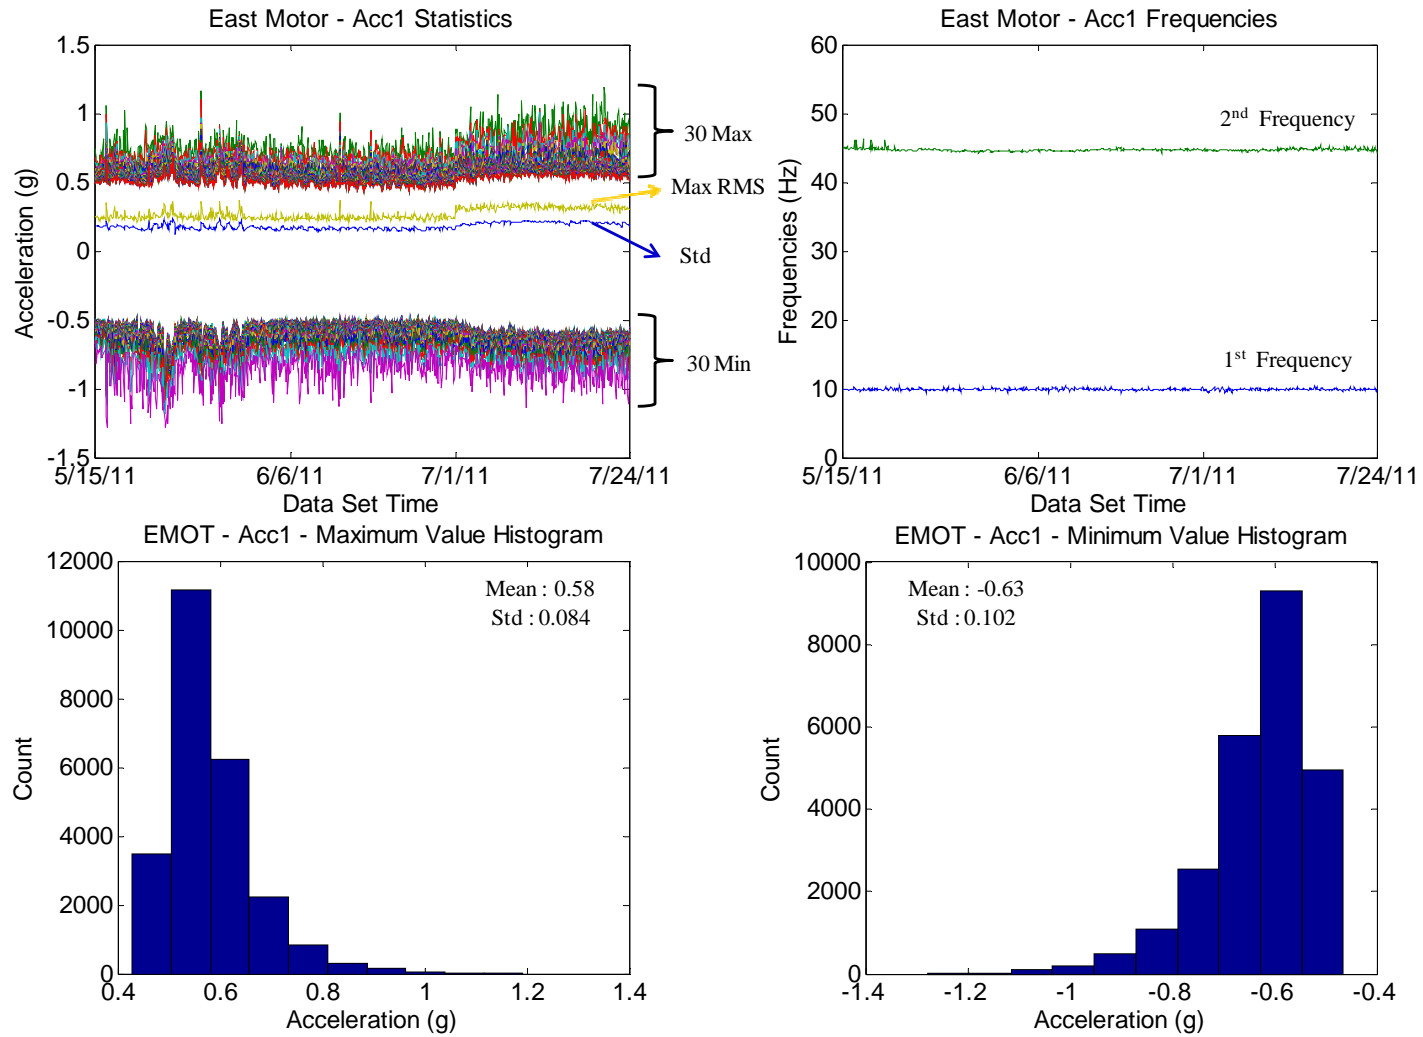 East Motor - Acc1 Statistics
1.5
1
0.5
0
-0.5
-1
-1.5
Acceleration (g)
30 Max
Max RMS
Std
30 Min
5/15/11
6/6/11
7/1/11
7/24/11
Data Set Time
East Motor - Acc1 Frequencies
60
50
40
30
20
10
0
Frequencies (Hz)
2nd Frequency
1st Frequency
5/15/11
6/6/11
7/1/11
7/24/11
Data Set Time
EMOT - Acc1 - Maximum Value Histogram
12000
10000
8000
6000
4000
2000
0
Count
Mean : 0.58
Std : 0.084
0.4
0.6
0.8
1
1.2
1.4
Acceleration (g)
EMOT - Acc1 - Minimum Value Histogram
10000
8000
6000
4000
2000
0
Count
Mean : -0.63
Std : 0.102
-1.4
-1.2
-1
-0.8
-0.6
-0.4
Acceleration (g)